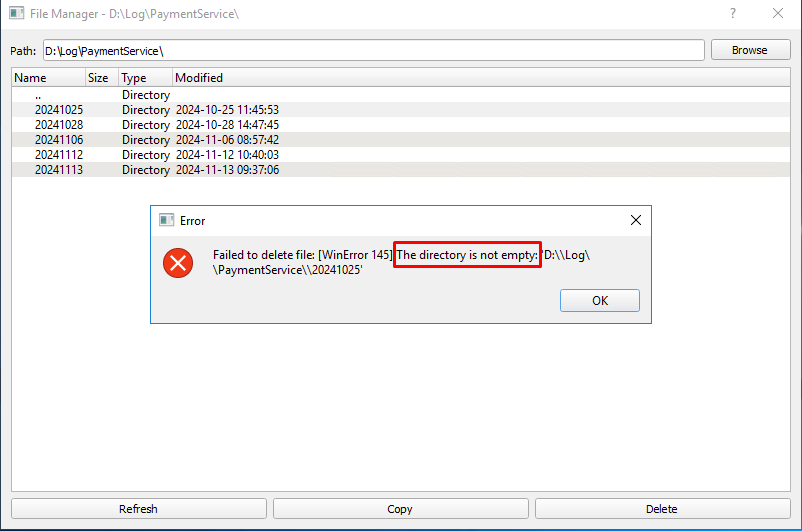 File Manager - D:\Log\PaymentService\
Path: D:\Log\PaymentService\ Browse
Name Size Type Modified
.. Directory
20241025 Directory 2024-10-25 11:45:53
20241028 Directory 2024-10-28 14:47:45
20241106 Directory 2024-11-06 08:57:42
20241112 Directory 2024-11-12 10:40:03
20241113 Directory 2024-11-13 09:37:06
Error
Failed to delete file: [WinError 145] The directory is not empty: 'D:\\Log\
\PaymentService\\20241025'
OK
Refresh Copy Delete